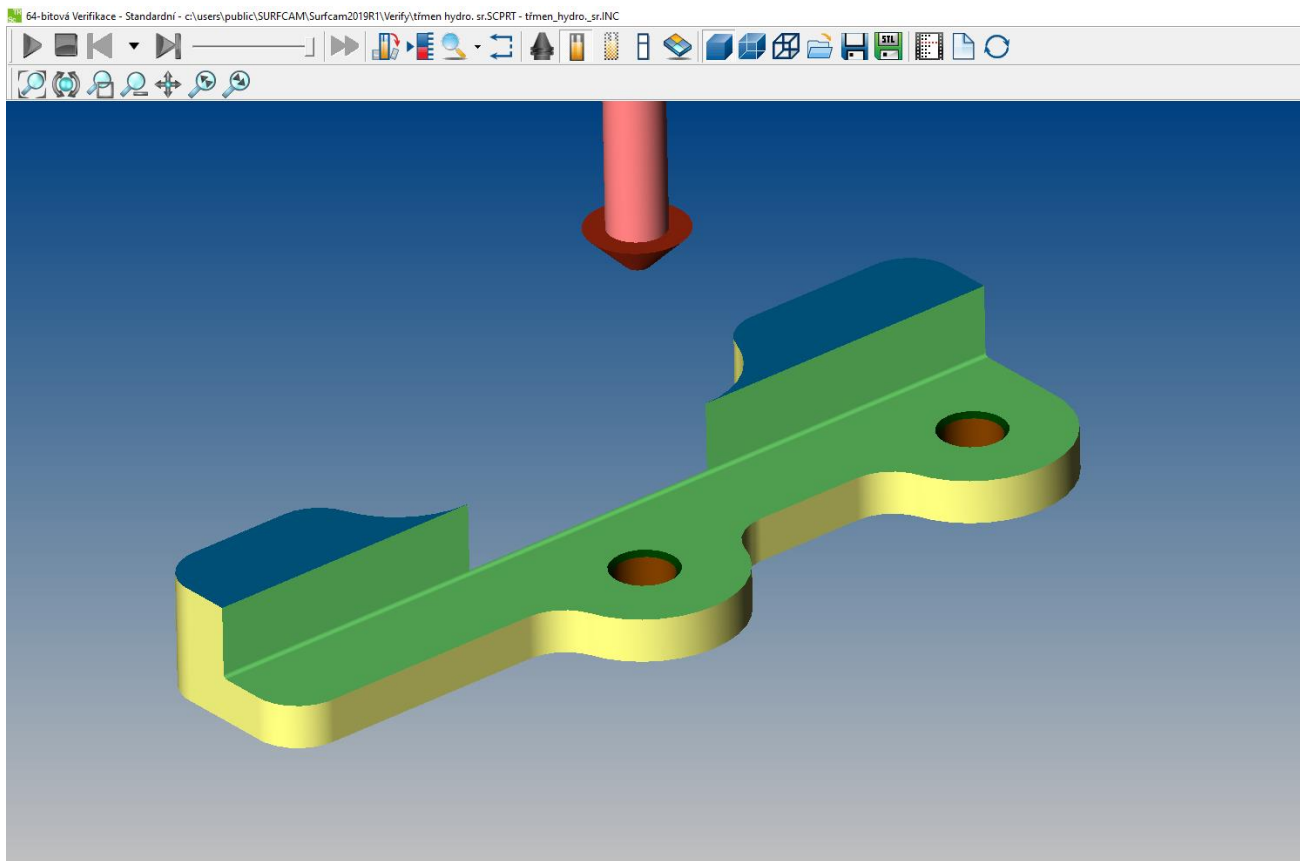 64-bitová Verifikace - Standardní - c:\users\public\SURFCAM\Surfcam2019R1\Verify\třmen hydro. sr.SCPRT - třmen_hydro._sr.INC
STL